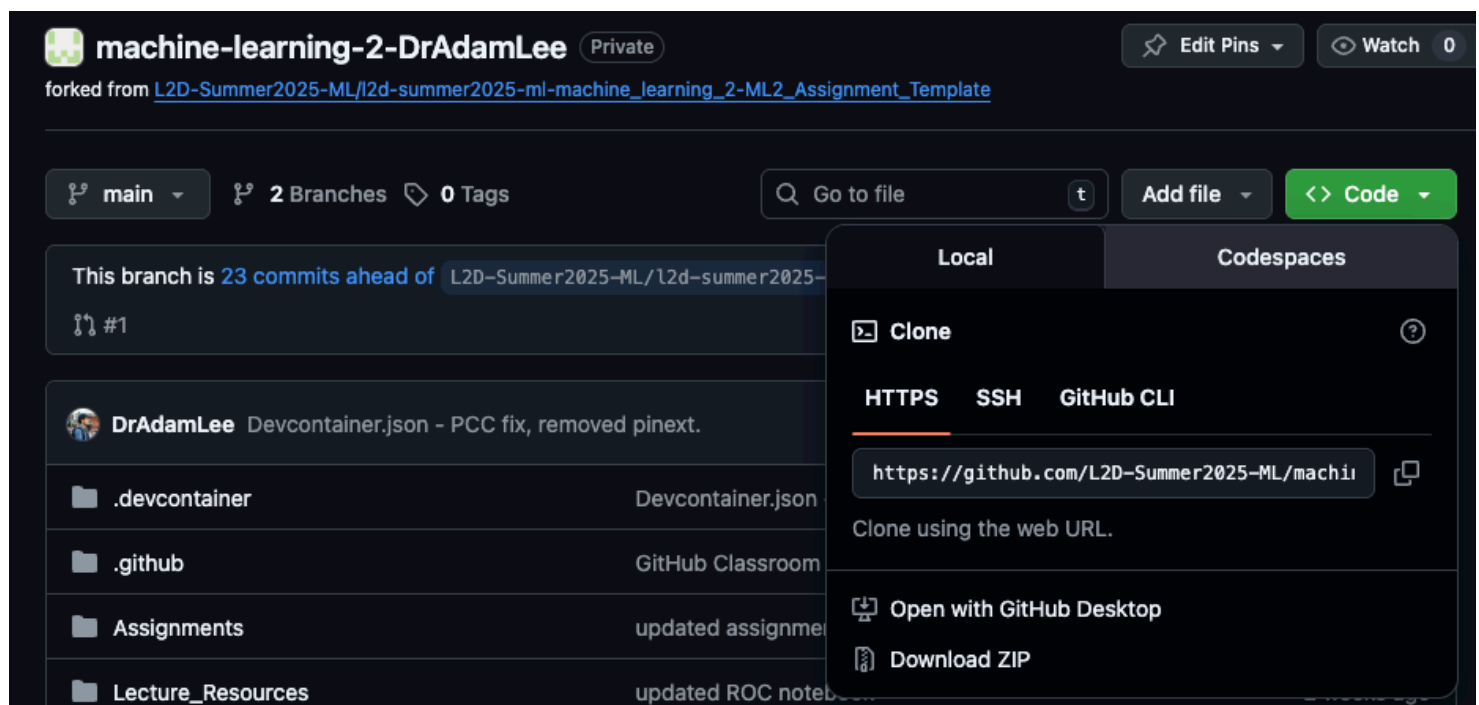 machine-learning-2-DrAdamLee Private Edit Pins Watch 0
forked from L2D-Summer2025-ML/l2d-summer2025-ml-machine_learning_2-ML2_Assignment_Template
main 2 Branches 0 Tags Go to file t Add file <> Code
This branch is 23 commits ahead of L2D-Summer2025-ML/l2d-summer2025-
#1
DrAdamLee Devcontainer.json - PCC fix, removed pinext.
.devcontainer Devcontainer.json
.github GitHub Classroom
Assignments updated
Lecture_Resources updated ROC
Local Codespaces
Clone
HTTPS SSH GitHub CLI
https://github.com/L2D-Summer2025-ML/machin
Clone using the web URL.
Open with GitHub Desktop
Download ZIP